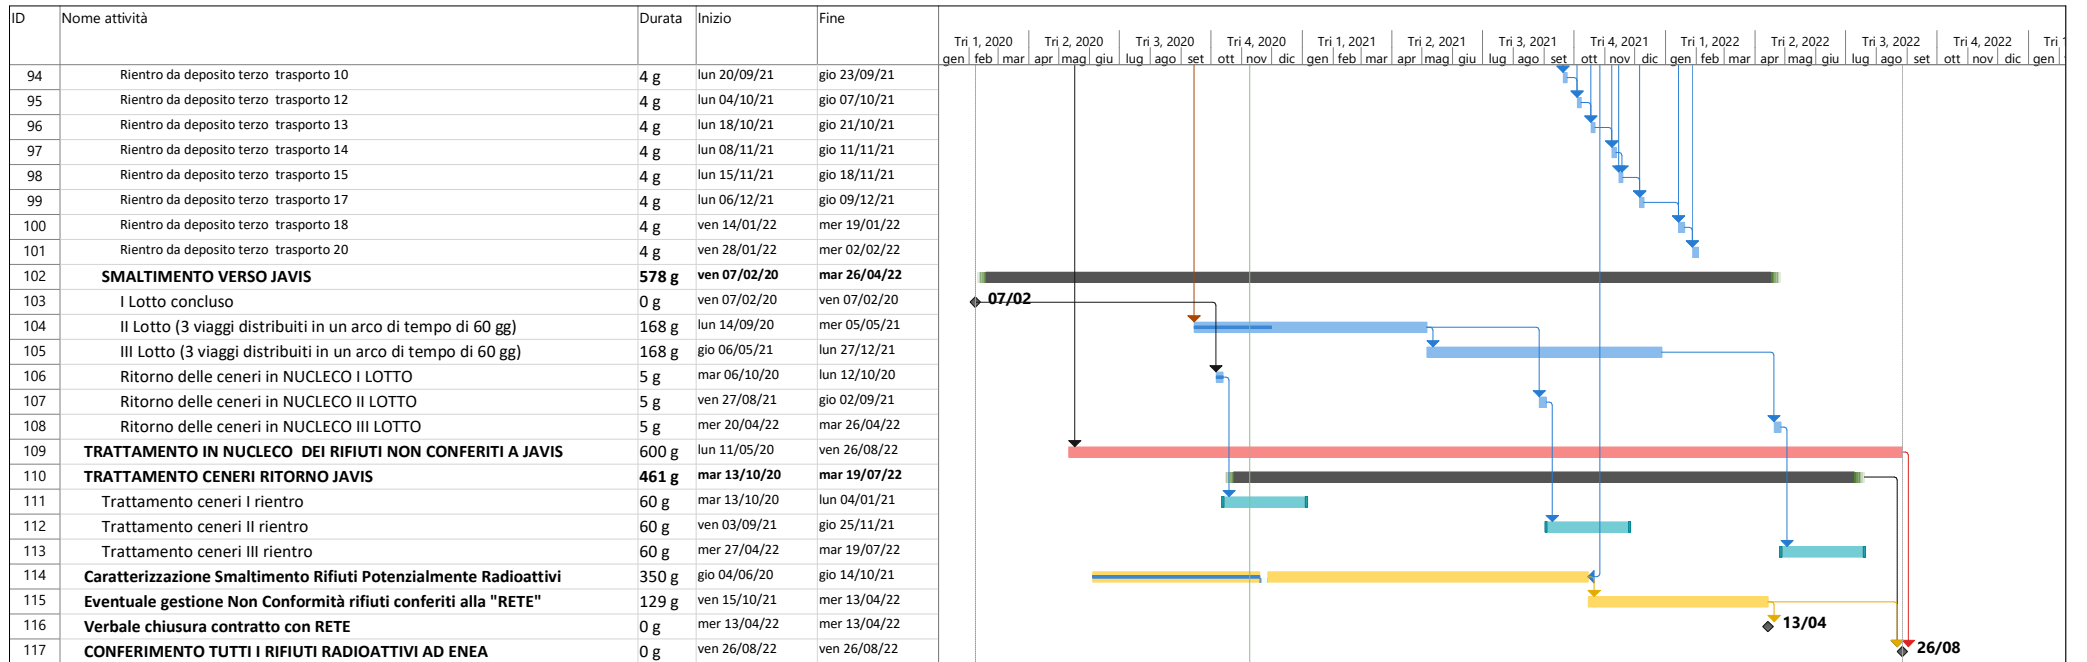 ID Nome attività Durata Inizio Fine
Tri 1, 2020 Tri 2, 2020 Tri 3, 2020 Tri 4, 2020 Tri 1, 2021 Tri 2, 2021 Tri 3, 2021 Tri 4, 2021 Tri 1, 2022 Tri 2, 2022 Tri 3, 2022 Tri 4, 2022 Tri
gen feb mar apr mag giu lug ago set ott nov dic gen feb mar apr mag giu lug ago set ott nov dic gen feb mar apr mag giu lug ago set ott nov dic gen
94 Rientro da deposito terzo trasporto 10 4 g lun 20/09/21 gio 23/09/21
95 Rientro da deposito terzo trasporto 12 4 g lun 04/10/21 gio 07/10/21
96 Rientro da deposito terzo trasporto 13 4 g lun 18/10/21 gio 21/10/21
97 Rientro da deposito terzo trasporto 14 4 g lun 08/11/21 gio 11/11/21
98 Rientro da deposito terzo trasporto 15 4 g lun 15/11/21 gio 18/11/21
99 Rientro da deposito terzo trasporto 17 4 g lun 06/12/21 gio 09/12/21
100 Rientro da deposito terzo trasporto 18 4 g ven 14/01/22 mer 19/01/22
101 Rientro da deposito terzo trasporto 20 4 g ven 28/01/22 mer 02/02/22
102 SMALTIMENTO VERSO JAVIS 578 g ven 07/02/20 mar 26/04/22
103 I Lotto concluso 0 g ven 07/02/20 ven 07/02/20 07/02
104 II Lotto (3 viaggi distribuiti in un arco di tempo di 60 gg) 168 g lun 14/09/20 mer 05/05/21
105 III Lotto (3 viaggi distribuiti in un arco di tempo di 60 gg) 168 g gio 06/05/21 lun 27/12/21
106 Ritorno delle ceneri in NUCLECO I LOTTO 5 g mar 06/10/20 lun 12/10/20
107 Ritorno delle ceneri in NUCLECO II LOTTO 5 g ven 27/08/21 gio 02/09/21
108 Ritorno delle ceneri in NUCLECO III LOTTO 5 g mer 20/04/22 mar 26/04/22
109 TRATTAMENTO IN NUCLECO DEI RIFIUTI NON CONFERITI A JAVIS 600 g lun 11/05/20 ven 26/08/22
110 TRATTAMENTO CENERI RITORNO JAVIS 461 g mar 13/10/20 mar 19/07/22
111 Trattamento ceneri I rientro 60 g mar 13/10/20 lun 04/01/21
112 Trattamento ceneri II rientro 60 g ven 03/09/21 gio 25/11/21
113 Trattamento ceneri III rientro 60 g mer 27/04/22 mar 19/07/22
114 Caratterizzazione Smaltimento Rifiuti Potenzialmente Radioattivi 350 g gio 04/06/20 gio 14/10/21
115 Eventuale gestione Non Conformità rifiuti conferiti alla "RETE" 129 g ven 15/10/21 mer 13/04/22
116 Verbale chiusura contratto con RETE 0 g mer 13/04/22 mer 13/04/22 13/04
117 CONFERIMENTO TUTTI I RIFIUTI RADIOATTIVI AD ENEA 0 g ven 26/08/22 ven 26/08/22 26/08